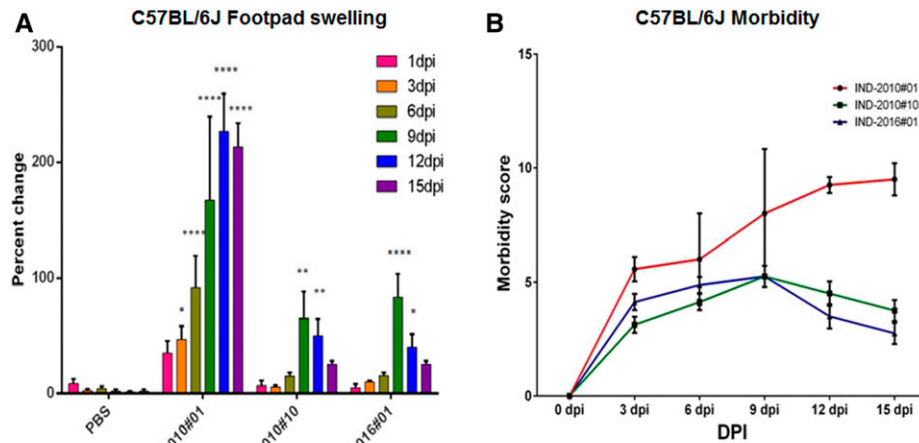 A
C57BL/6J Footpad swelling
300
200
100
0
Percent change
1dpi
3dpi
6dpi
9dpi
12dpi
15dpi
*
****
****
****
****
**
**
****
*
PBS
010#01
010#10
016#01
B
C57BL/6J Morbidity
15
10
5
0
Morbidity score
IND-2010#01
IND-2010#10
IND-2016#01
0 dpi
3 dpi
6 dpi
9 dpi
12 dpi
15 dpi
DPI